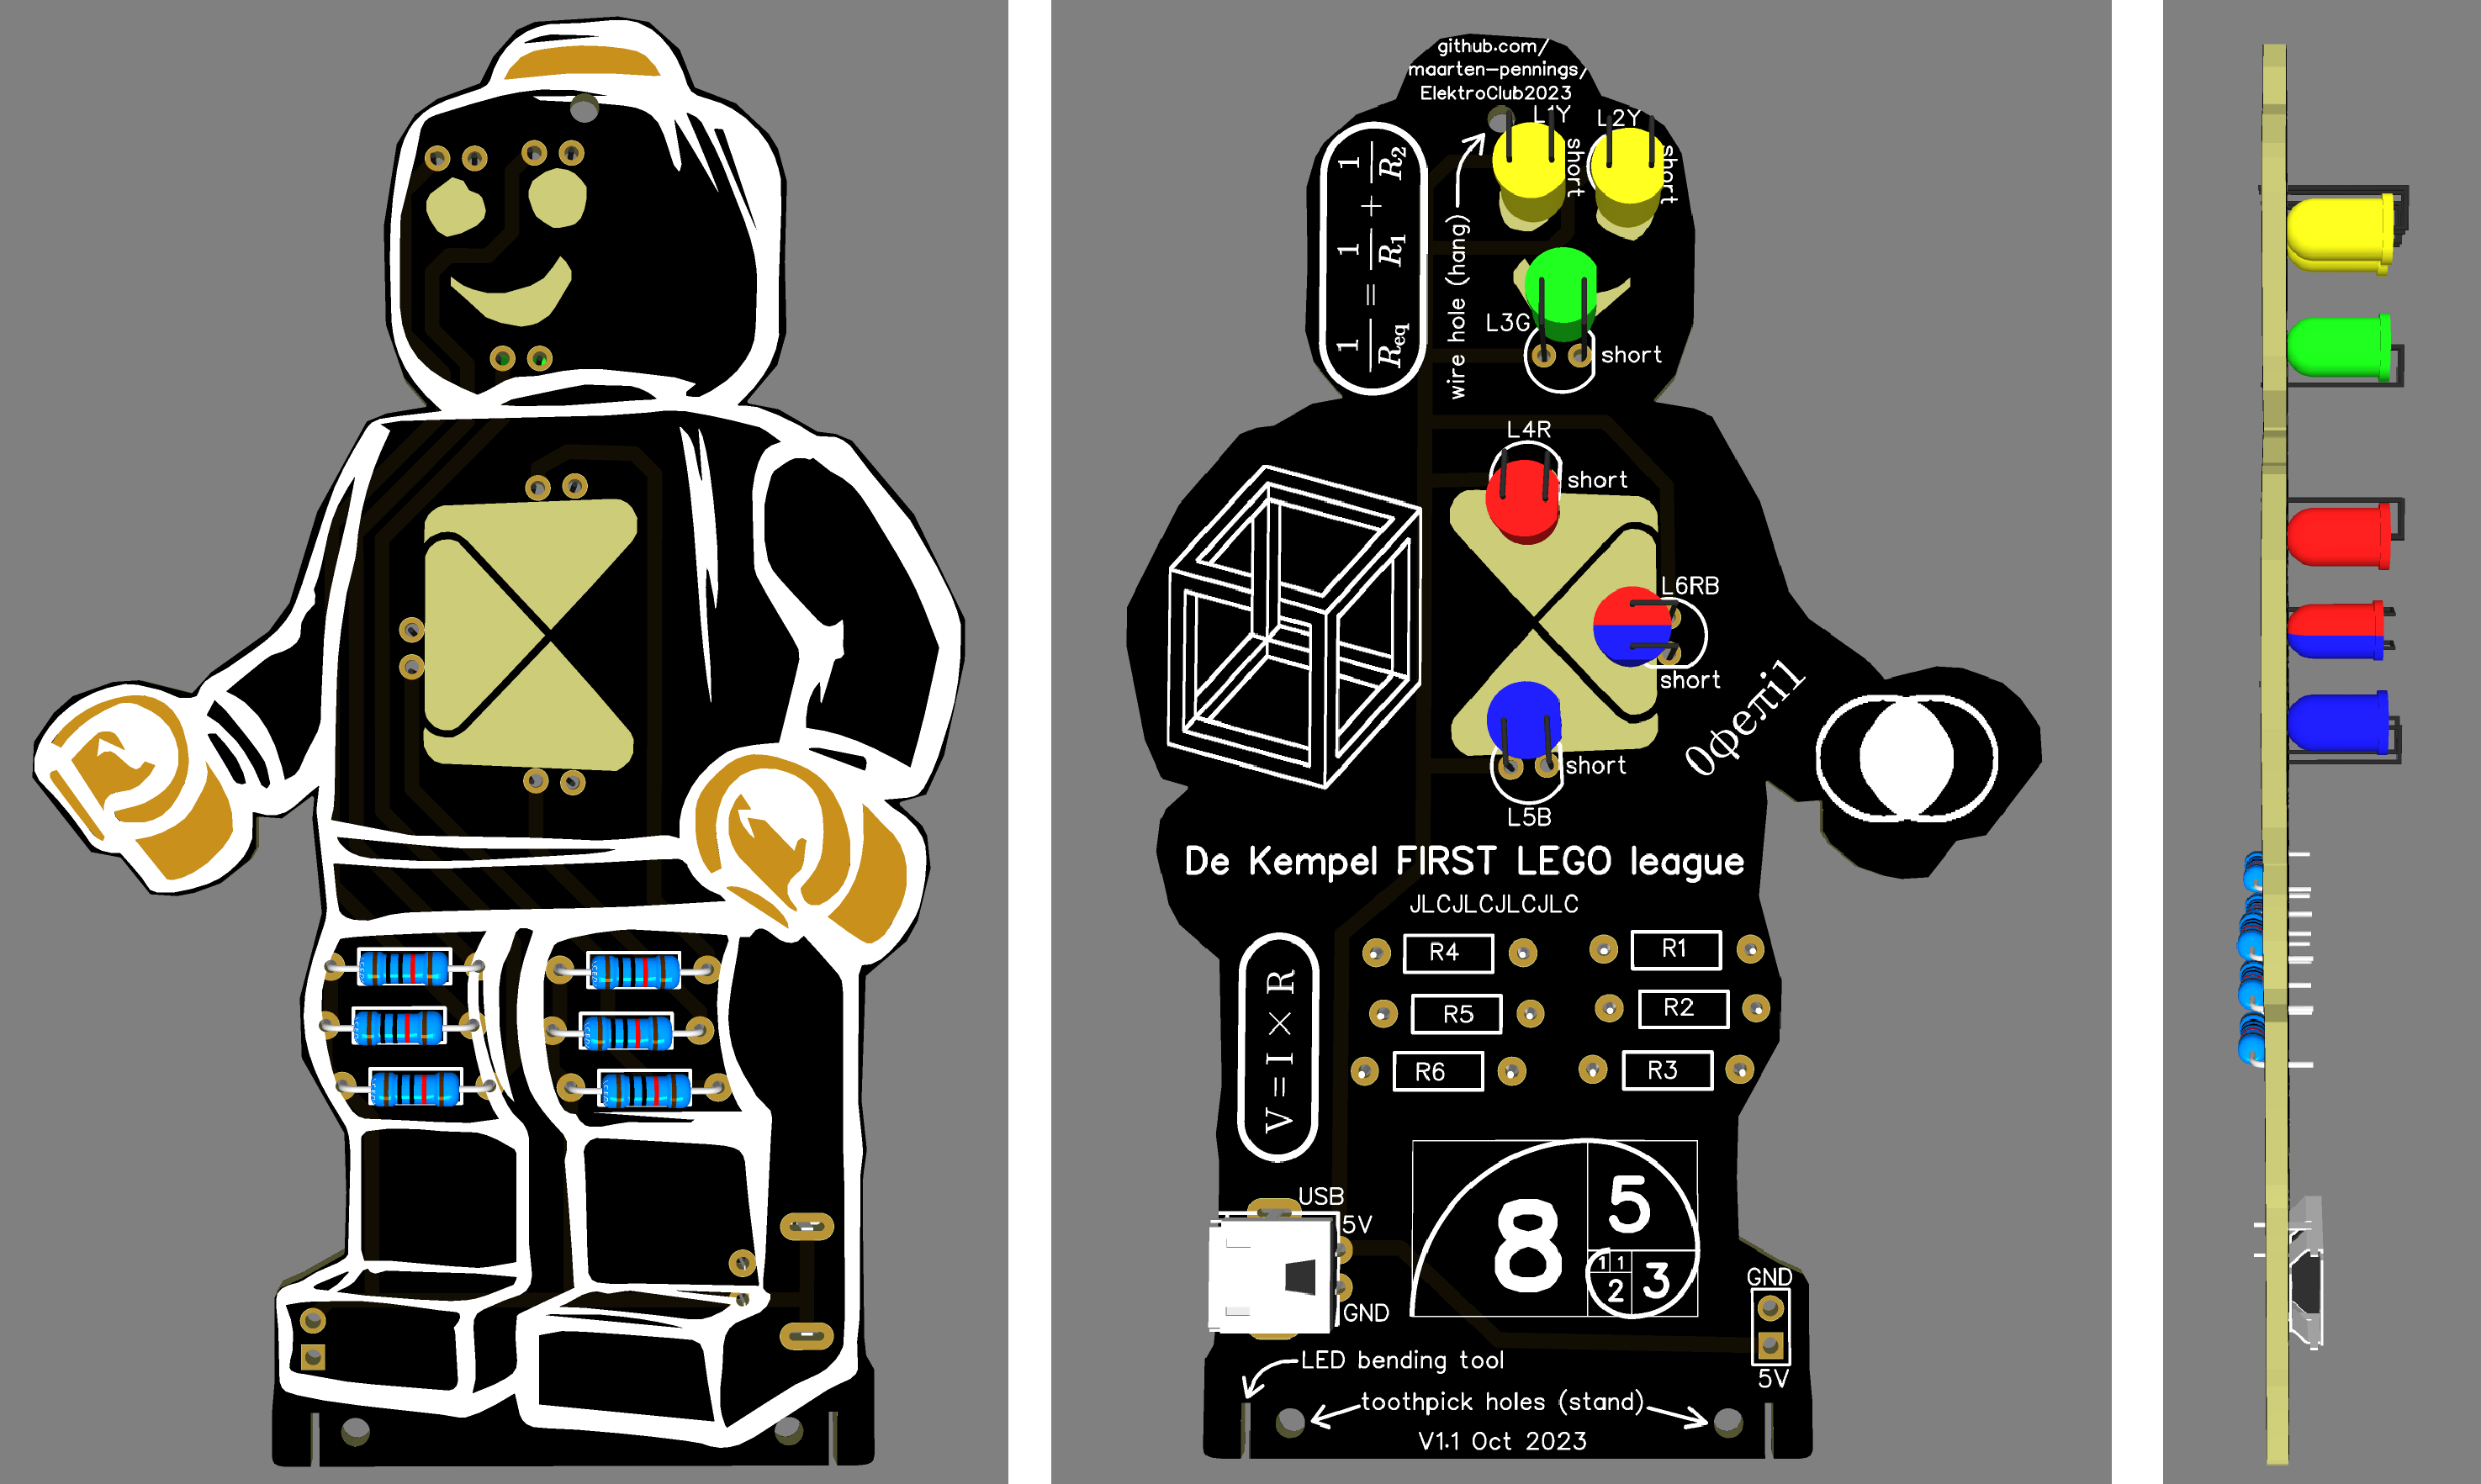 github.com/
maarten-pennings/
ElektroClub2023
L1Y
L2Y
short
short
1/Req = 1/R1 + 1/R2
wire hole (hang)
L3G
short
L4R
short
L6RB
short
short
L5B
De Kempel FIRST LEGO league
JLCJLCJLCJLC
R4
R1
R5
R2
R6
R3
V = I × R
USB
5V
GND
8
5
1 1
2
3
GND
5V
LED bending tool
toothpick holes (stand)
V1.1 Oct 2023